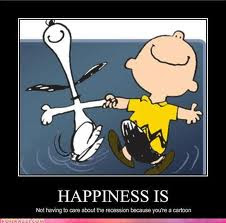 HAPPINESS IS
Not having to care about the recession because you're a cartoon